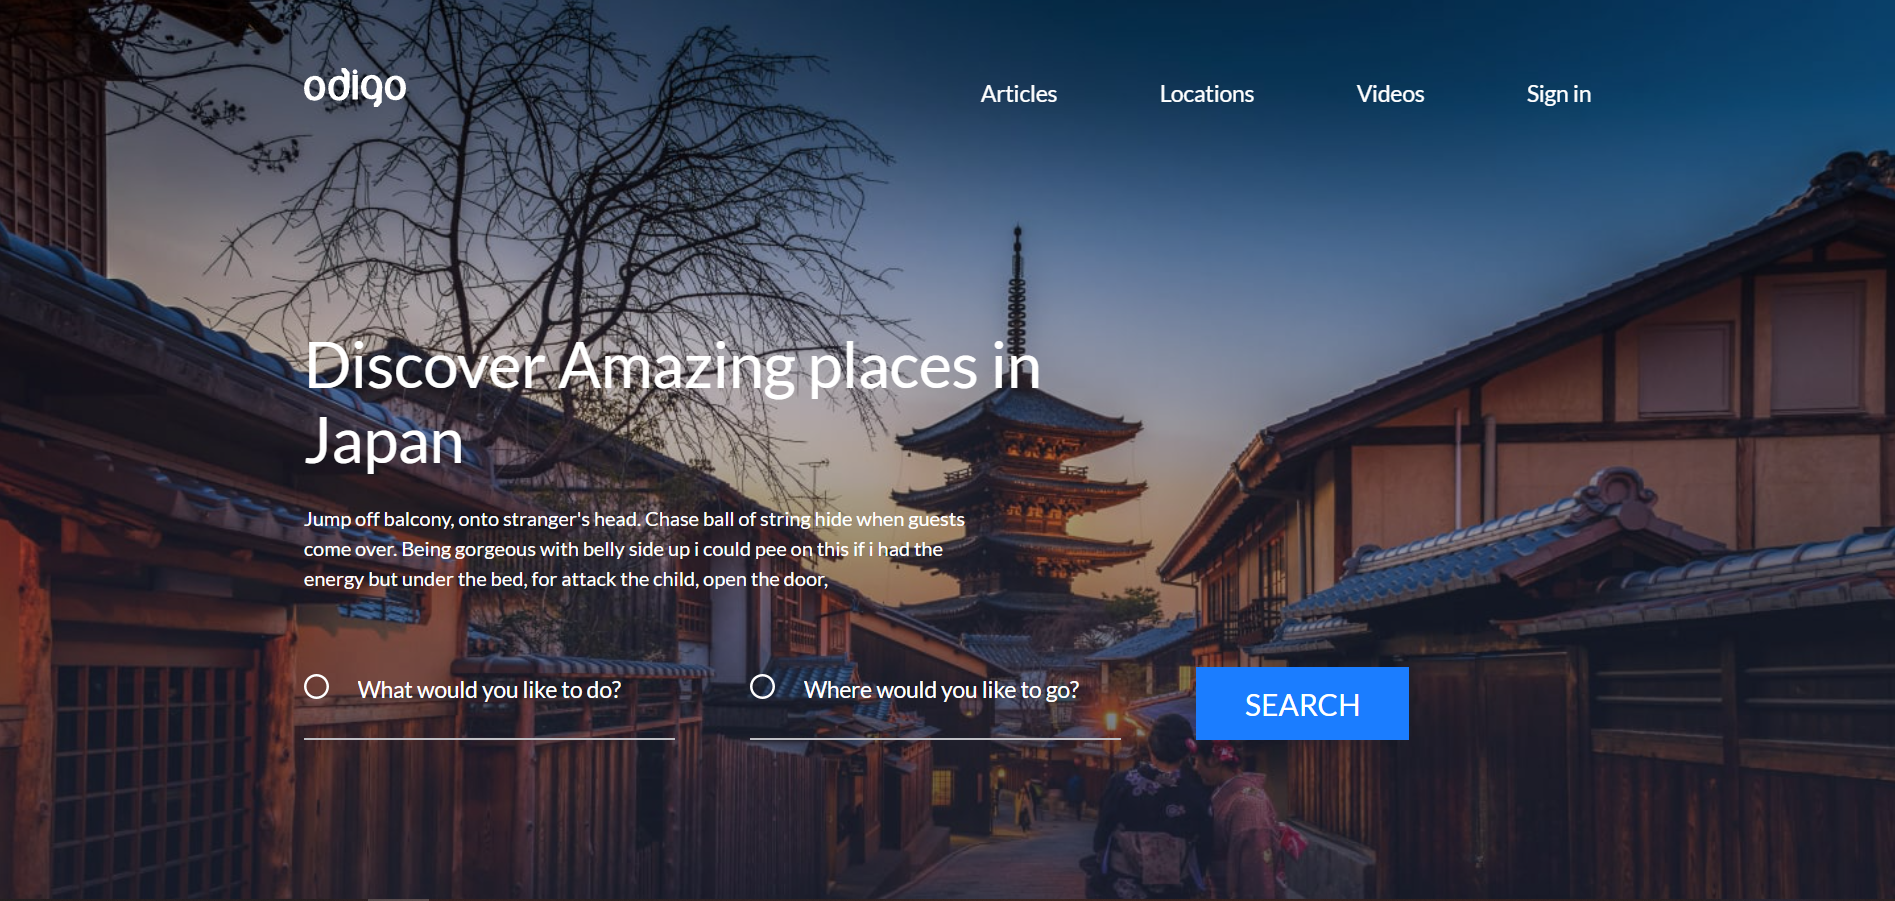 odigo
Articles
Locations
Videos
Sign in
Discover Amazing places in
Japan
Jump off balcony, onto stranger's head. Chase ball of string hide when guests
come over. Being gorgeous with belly side up i could pee on this if i had the
energy but under the bed, for attack the child, open the door,
What would you like to do?
Where would you like to go?
SEARCH